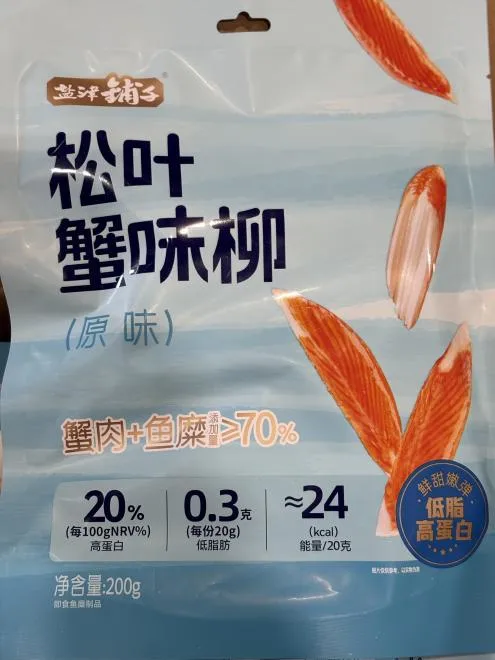 盐津铺子
松叶
蟹味柳
(原味)
蟹肉+鱼糜添加量≥70%
20% 0.3克 ≈24
(每100gNRV%) (每份20g) (kcal)
高蛋白 低脂肪 能量/20克
鲜甜嫩弹
低脂
高蛋白
净含量:200g
即食鱼糜制品